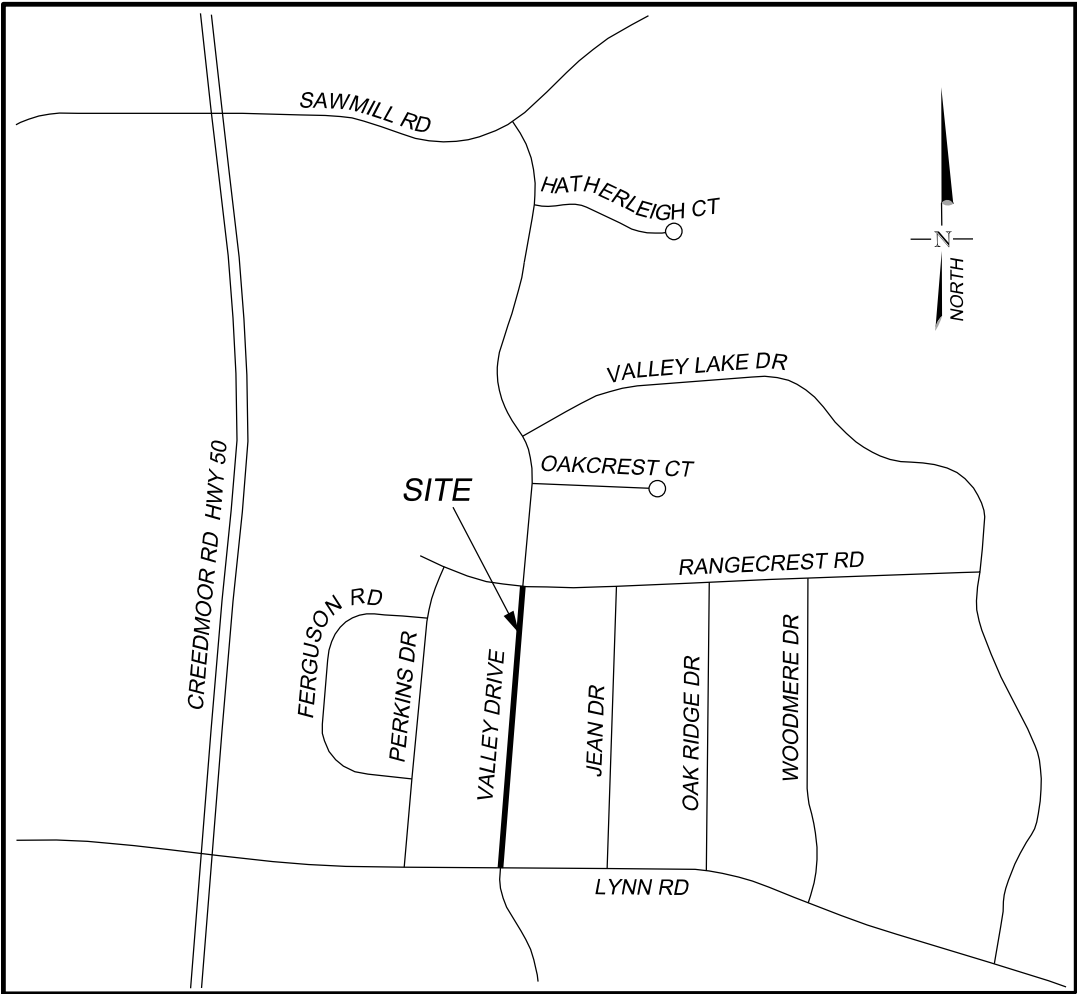 SAWMILL RD
HATHERLEIGH CT
N
NORTH
VALLEY LAKE DR
CREEDMOOR RD HWY 50
OAKCREST CT
SITE
RANGECREST RD
FERGUSON RD
PERKINS DR
VALLEY DRIVE
JEAN DR
OAK RIDGE DR
WOODMERE DR
LYNN RD